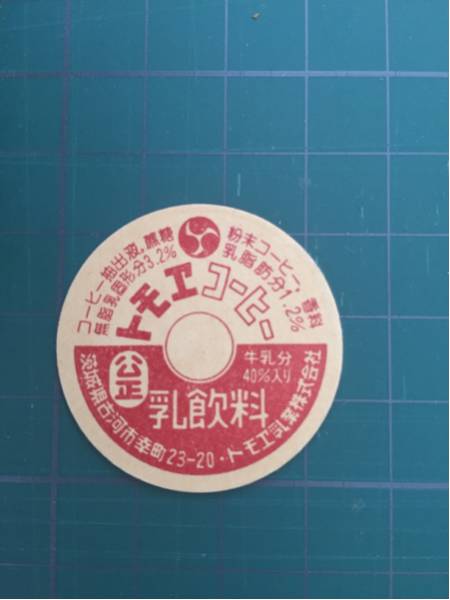 コーヒー抽出液、蔗糖、粉末コーヒー、香料
無脂乳固形分3.2% 乳脂肪分1.2%
トモヱコーヒー
公正
牛乳分
40%入り
乳飲料
茨城県古河市幸町23-20・トモヱ乳業株式会社